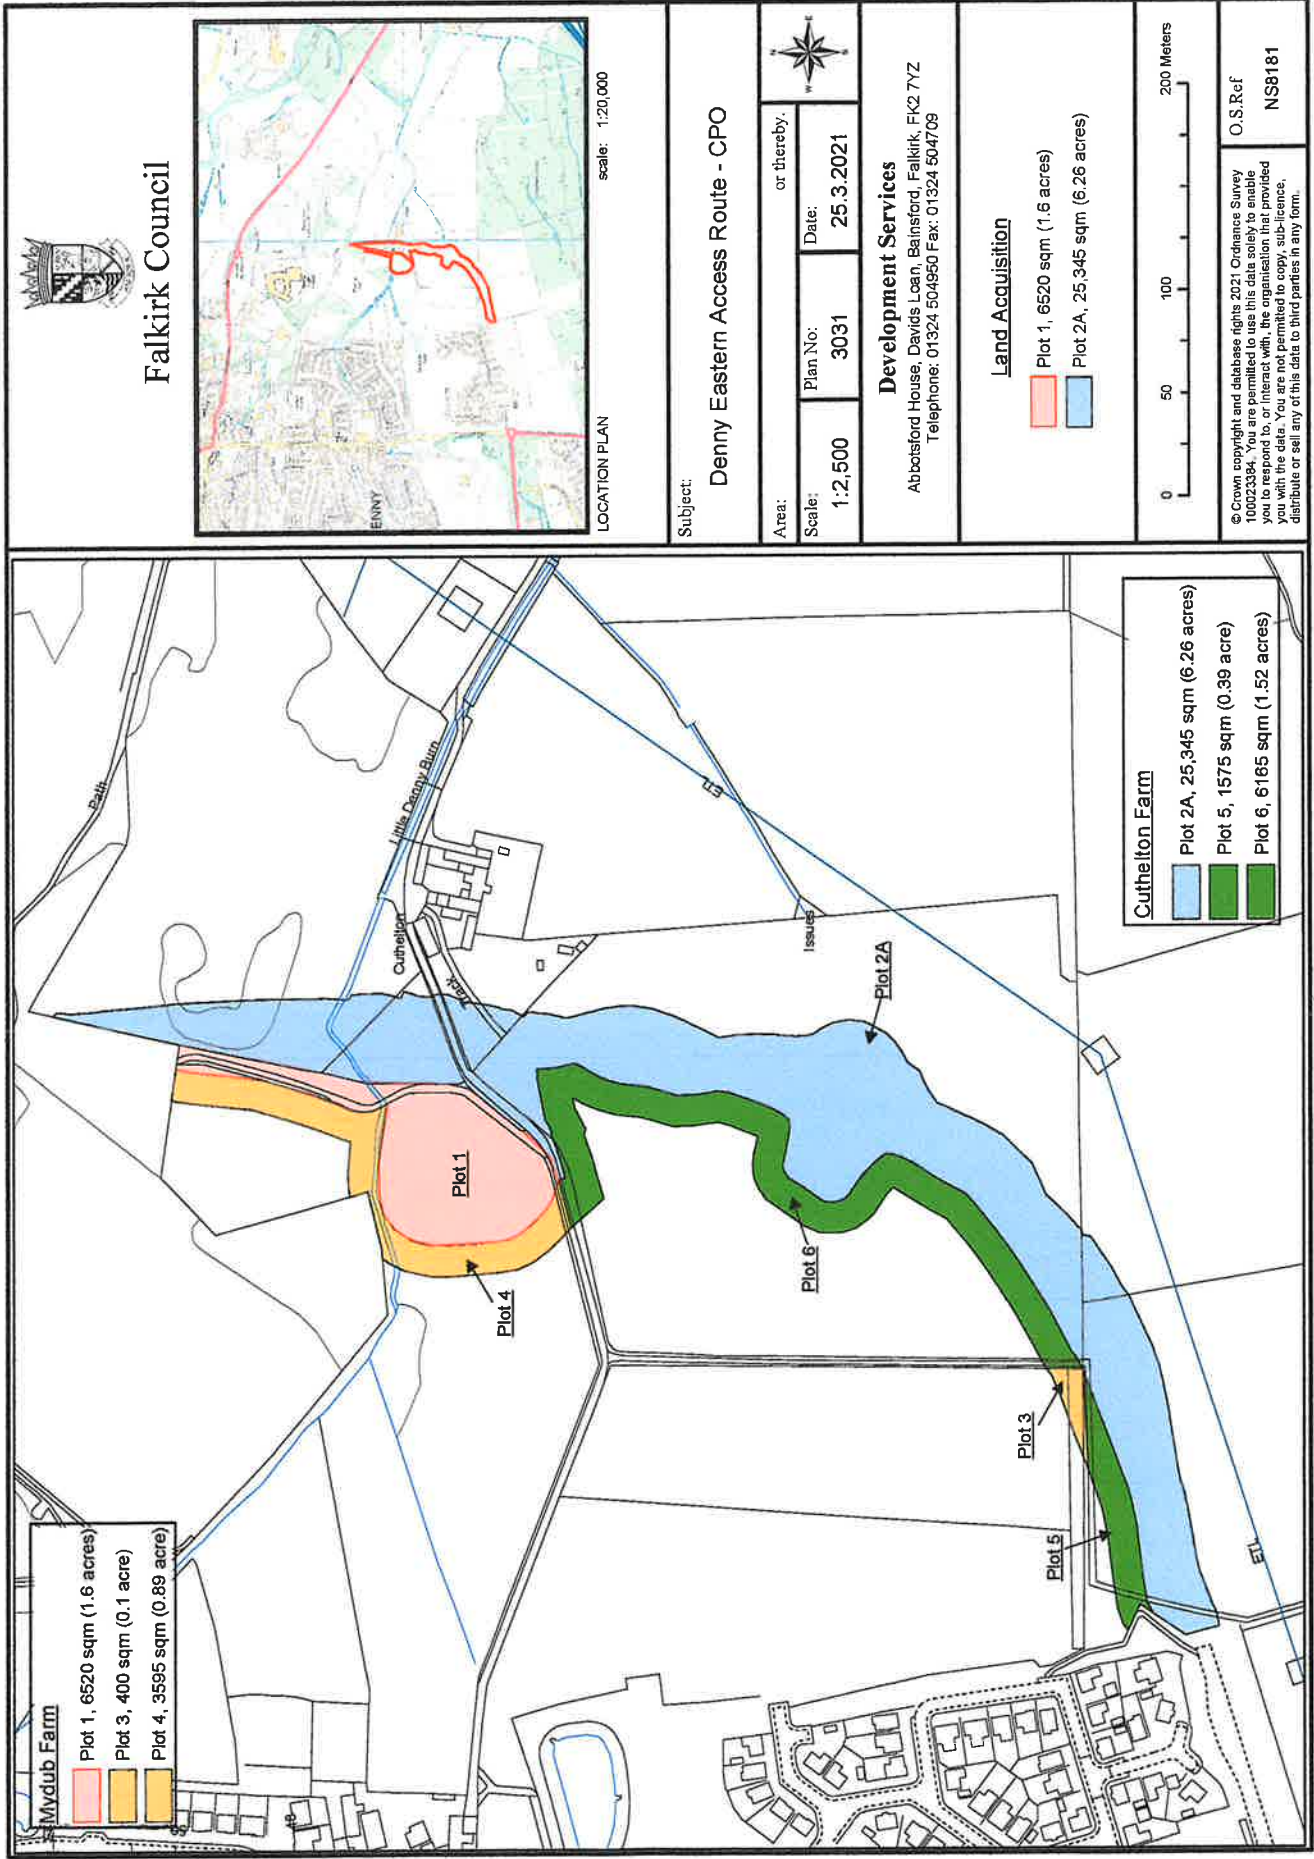 Falkirk Council
ENNY
LOCATION PLAN
scale: 1:20,000
Subject:
Denny Eastern Access Route - CPO
Area:
or thereby.
Scale:
1:2,500
Plan No:
3031
Date:
25.3.2021
N
E
S
W
Development Services
Abbotsford House, Davids Loan, Bainsford, Falkirk, FK2 7YZ
Telephone: 01324 504950 Fax: 01324 504709
Land Acquisition
Plot 1, 6520 sqm (1.6 acres)
Plot 2A, 25,345 sqm (6.26 acres)
0
50
100
200 Meters
© Crown copyright and database rights 2021 Ordnance Survey
100023384. You are permitted to use this data solely to enable
you to respond to, or interact with, the organisation that provided
you with the data. You are not permitted to copy, sub-licence,
distribute or sell any of this data to third parties in any form.
O.S.Ref
NS8181
Mydub Farm
Plot 1, 6520 sqm (1.6 acres)
Plot 3, 400 sqm (0.1 acre)
Plot 4, 3595 sqm (0.89 acre)
Path
Little Denny Burn
Cuthelton
Track
Plot 1
Plot 4
Issues
Plot 2A
Plot 6
Plot 3
Plot 5
ETL
48
Cuthelton Farm
Plot 2A, 25,345 sqm (6.26 acres)
Plot 5, 1575 sqm (0.39 acre)
Plot 6, 6165 sqm (1.52 acres)